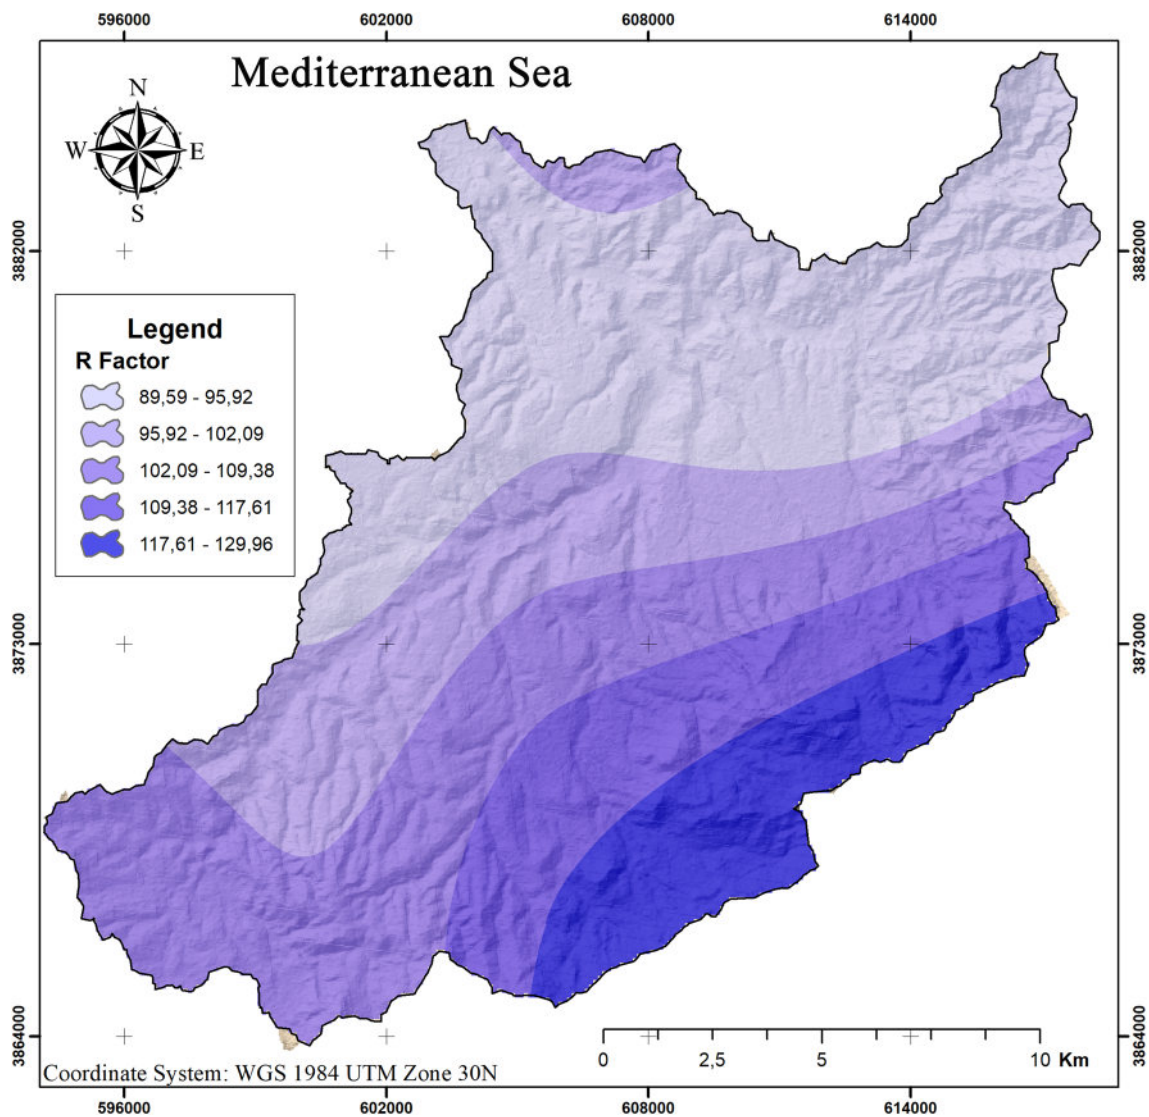 596000 602000 608000 614000
Mediterranean Sea
N
W E
S
3882000 3882000
Legend
R Factor
89,59 - 95,92
95,92 - 102,09
102,09 - 109,38
109,38 - 117,61
117,61 - 129,96
3873000 3873000
3864000 3864000
0 2,5 5 10 Km
Coordinate System: WGS 1984 UTM Zone 30N
596000 602000 608000 614000